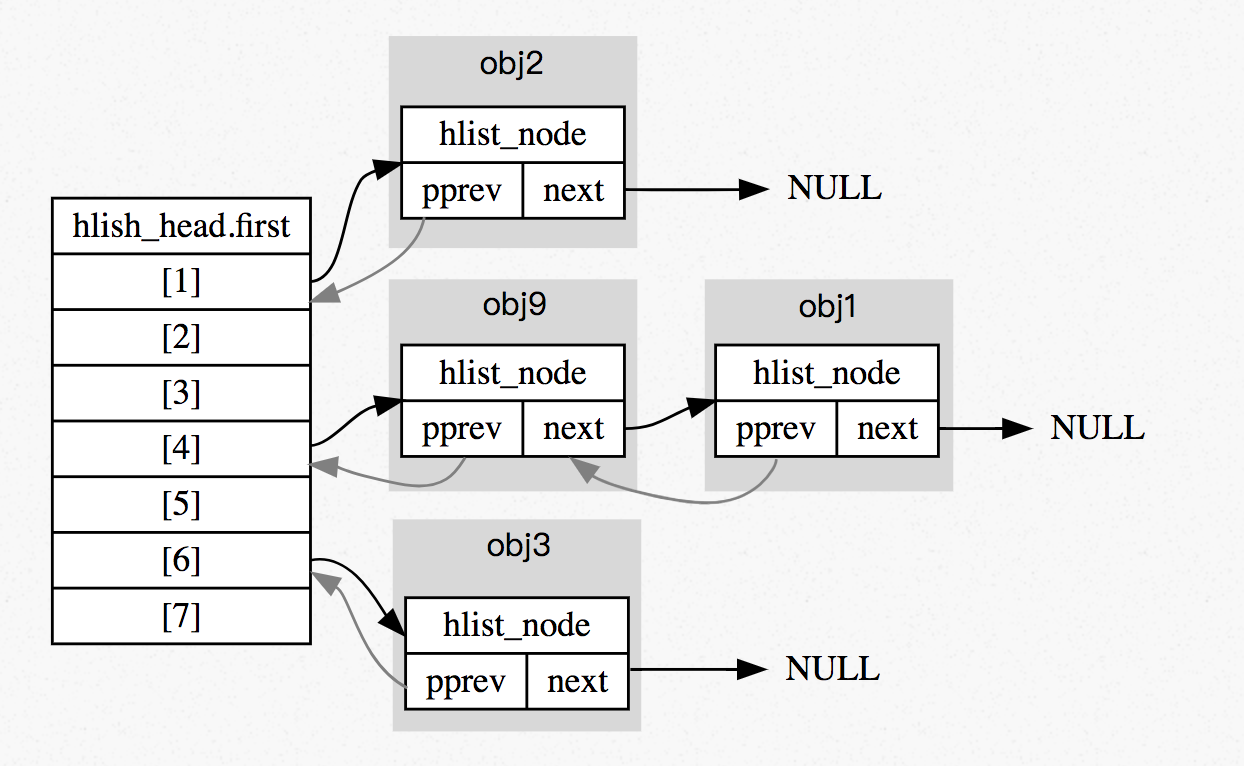 obj2
hlist_node
pprev next NULL
hlish_head.first
[1]
[2]
[3]
[4]
[5]
[6]
[7]
obj9
hlist_node
pprev next
obj1
hlist_node
pprev next NULL
obj3
hlist_node
pprev next NULL